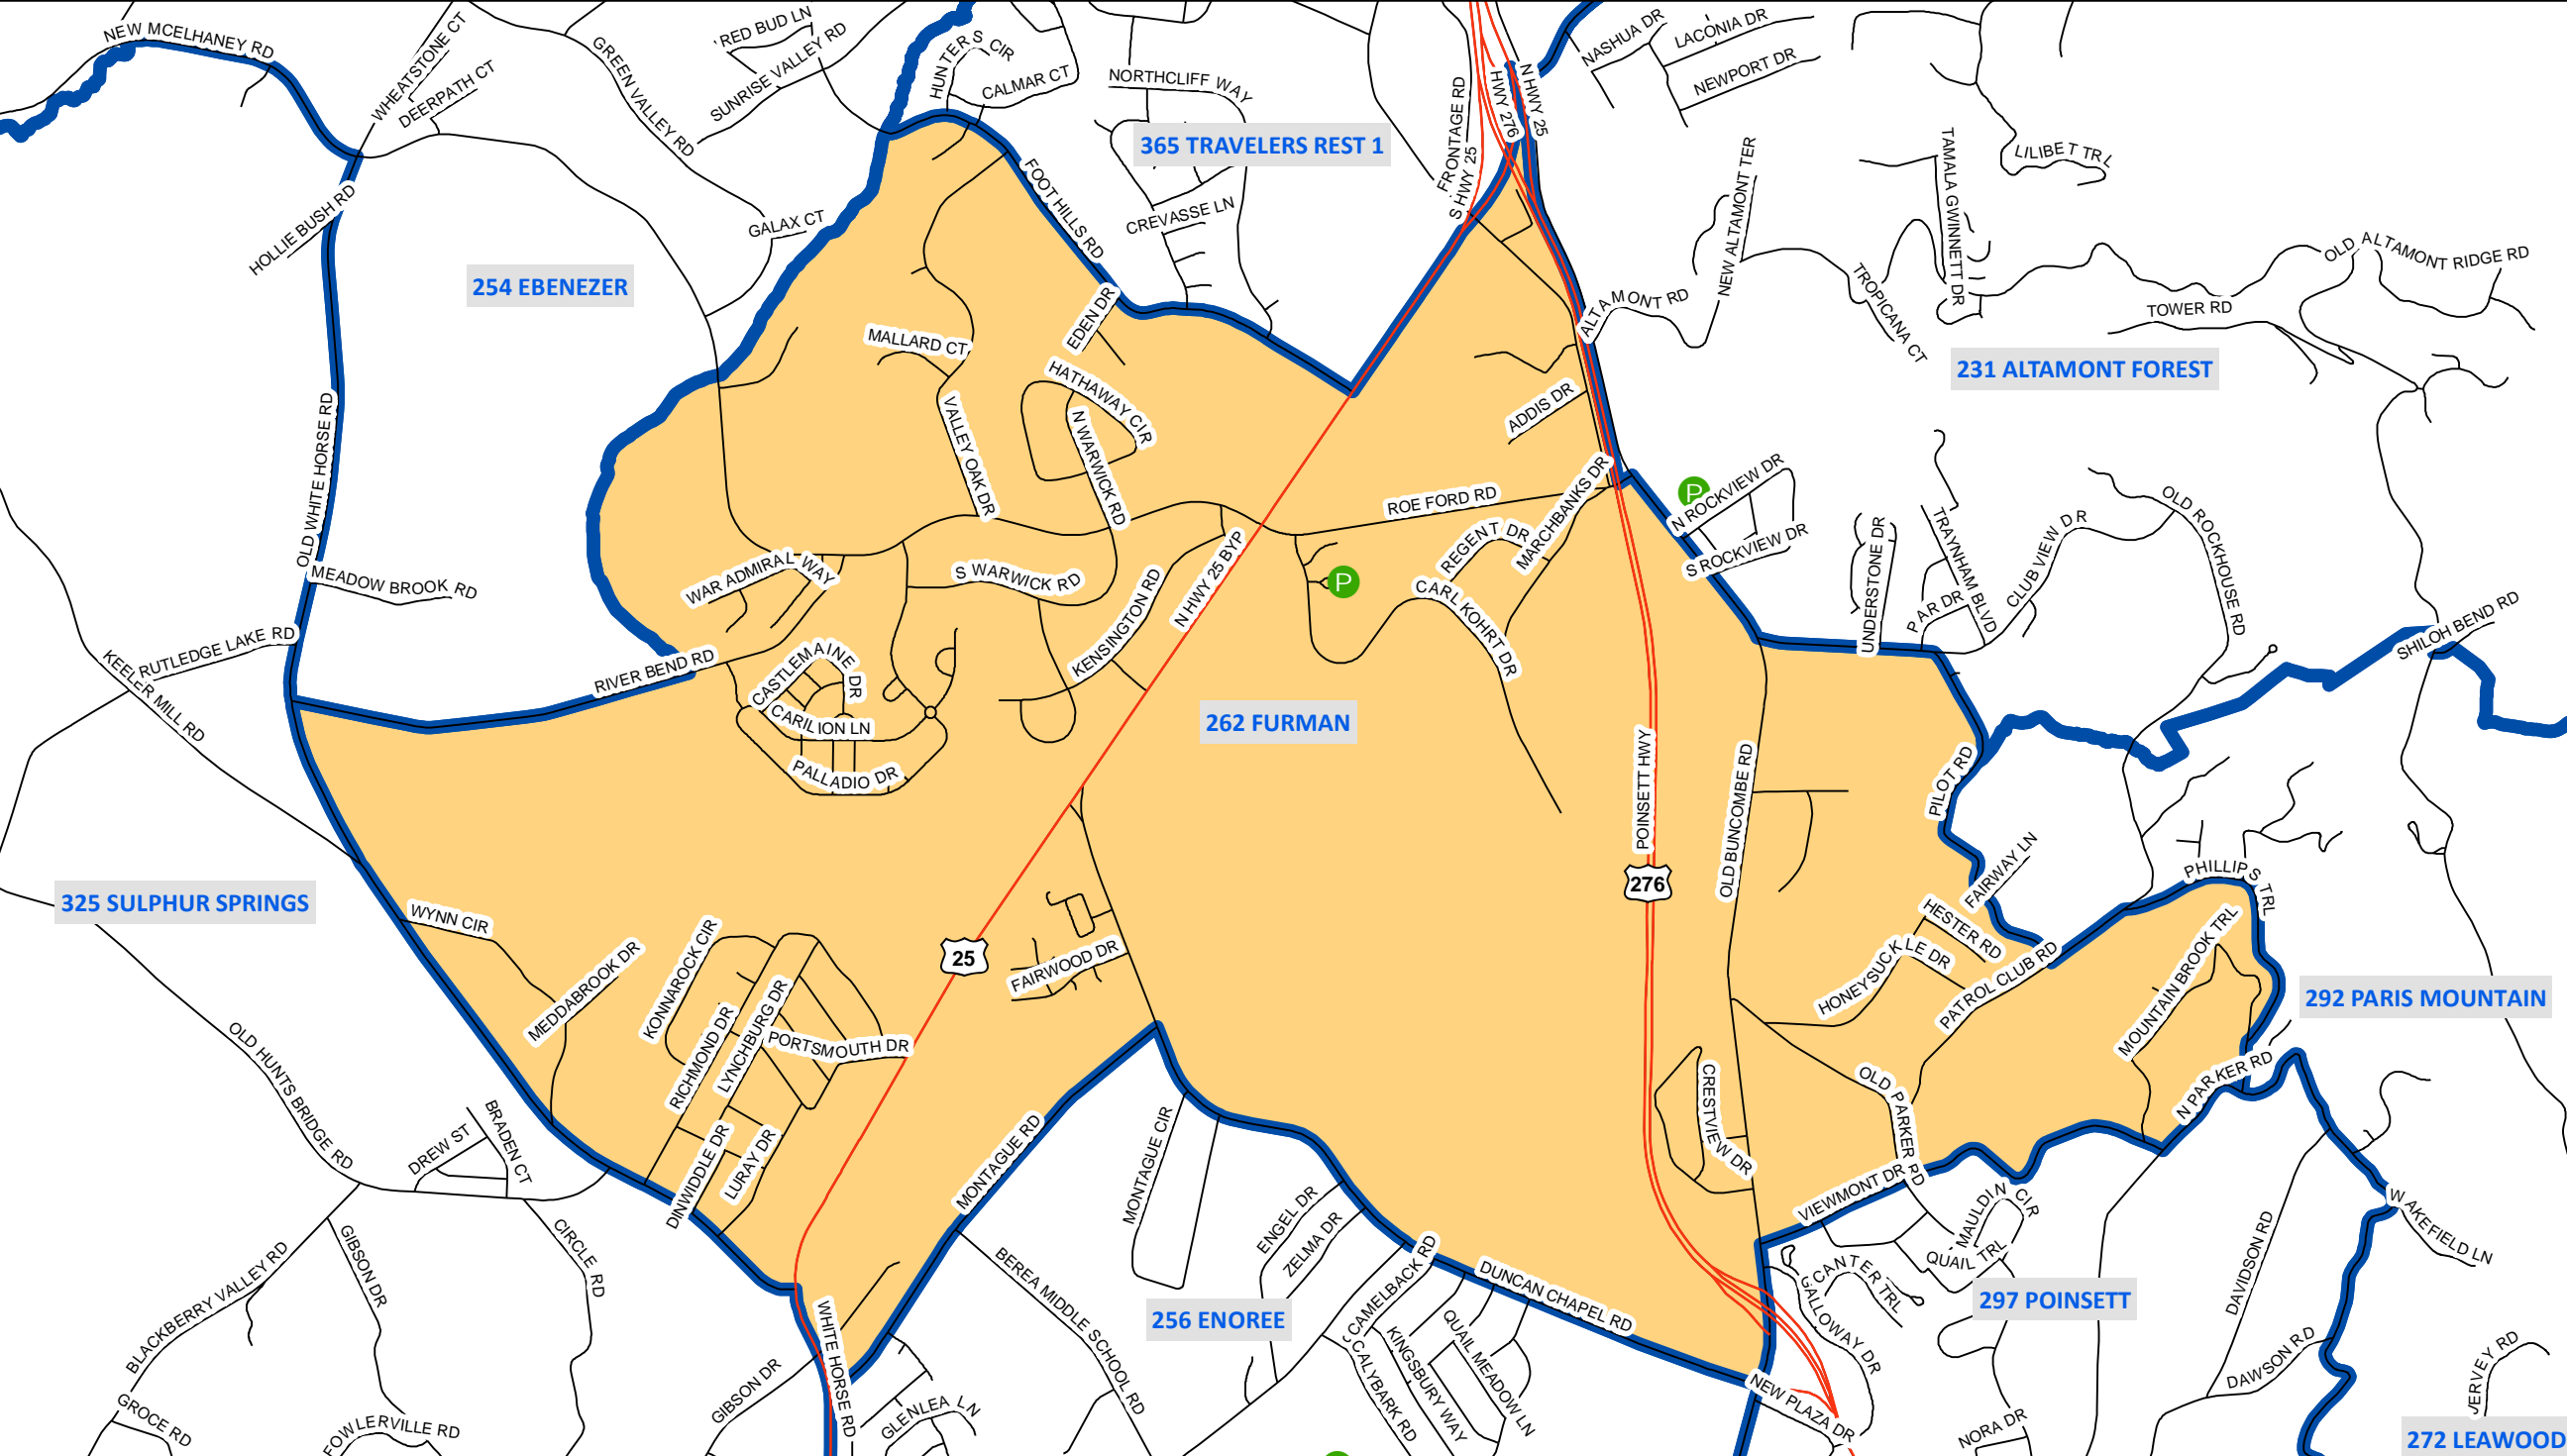 NEW MCELHANEY RD
WHEATSTONE CT
DEERPATH CT
GREEN VALLEY RD
RED BUD LN
SUNRISE VALLEY RD
HUNTERS CIR
CALMAR CT
NORTHCLIFF WAY
365 TRAVELERS REST 1
FRONTAGE RD
S HWY 25
HWY 276
N HWY 25
NASHUA DR
LACONIA DR
NEWPORT DR
LILIBET TRL
TAMALA GWINNETT DR
NEW ALTAMONT TER
HOLLIE BUSH RD
GALAX CT
FOOT HILLS RD
CREVASSE LN
254 EBENEZER
ALTAMONT RD
TROPICANA CT
OLD ALTAMONT RIDGE RD
TOWER RD
231 ALTAMONT FOREST
MALLARD CT
EDEN DR
HATHAWAY CIR
N WARWICK RD
VALLEY OAK DR
ADDIS DR
OLD WHITE HORSE RD
ROE FORD RD
MARCHBANKS DR
REGENT DR
CARL KOHRT DR
P
N ROCKVIEW DR
S ROCKVIEW DR
UNDERSTONE DR
TRAYNHAM BLVD
PAR DR
CLUB VIEW DR
OLD ROCKHOUSE RD
SHILOH BEND RD
MEADOW BROOK RD
WAR ADMIRAL WAY
S WARWICK RD
KENSINGTON RD
N HWY 25 BYP
P
RUTLEDGE LAKE RD
KEELER MILL RD
RIVER BEND RD
CASTLEMAINE DR
CARILION LN
PALLADIO DR
262 FURMAN
POINSETT HWY
OLD BUNCOMBE RD
PILOT RD
276
FAIRWAY LN
PHILLIPS TRL
325 SULPHUR SPRINGS
WYNN CIR
MEDDABROOK DR
KONNAROCK CIR
RICHMOND DR
LYNCHBURG DR
PORTSMOUTH DR
25
FAIRWOOD DR
HESTER RD
HONEYSUCKLE DR
PATROL CLUB RD
MOUNTAIN BROOK TRL
292 PARIS MOUNTAIN
N PARKER RD
OLD PARKER RD
CRESTVIEW DR
OLD HUNTS BRIDGE RD
DREW ST
BRADEN CT
DINWIDDLE DR
LURAY DR
MONTAGUE RD
MONTAGUE CIR
ENGEL DR
ZELMA DR
VIEWMONT DR
MAULDIN CIR
QUAIL TRL
WAKEFIELD LN
DAVIDSON RD
GIBSON DR
CIRCLE RD
BLACKBERRY VALLEY RD
BEREA MIDDLE SCHOOL RD
256 ENOREE
CAMELBACK RD
DUNCAN CHAPEL RD
G CANTER TRL
GALLOWAY DR
297 POINSETT
WHITE HORSE RD
GIBSON DR
GLENLEA LN
GROCE RD
FOWLERVILLE RD
CALYBARK RD
KINGSBURY WAY
QUAIL MEADOW LN
NEW PLAZA DR
NORA DR
DAWSON RD
JERVEY RD
272 LEAWOOD